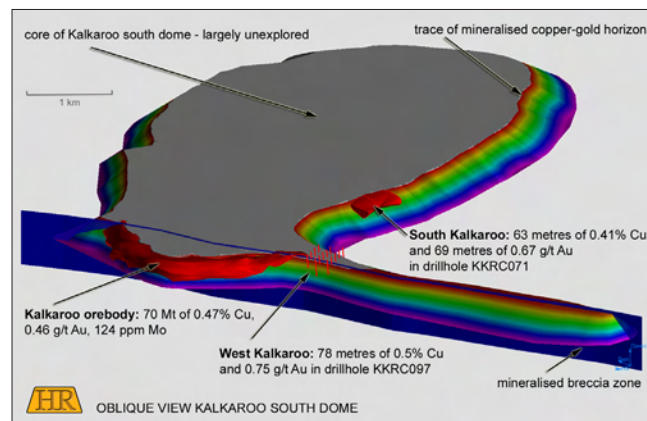 core of Kalkaroo south dome - largely unexplored
trace of mineralised copper-gold horizon
1 km
South Kalkaroo: 63 metres of 0.41% Cu
and 69 metres of 0.67 g/t Au
in drillhole KKRC071
Kalkaroo orebody: 70 Mt of 0.47% Cu,
0.46 g/t Au, 124 ppm Mo
West Kalkaroo: 78 metres of 0.5% Cu
and 0.75 g/t Au in drillhole KKRC097
mineralised breccia zone
HR
OBLIQUE VIEW KALKAROO SOUTH DOME